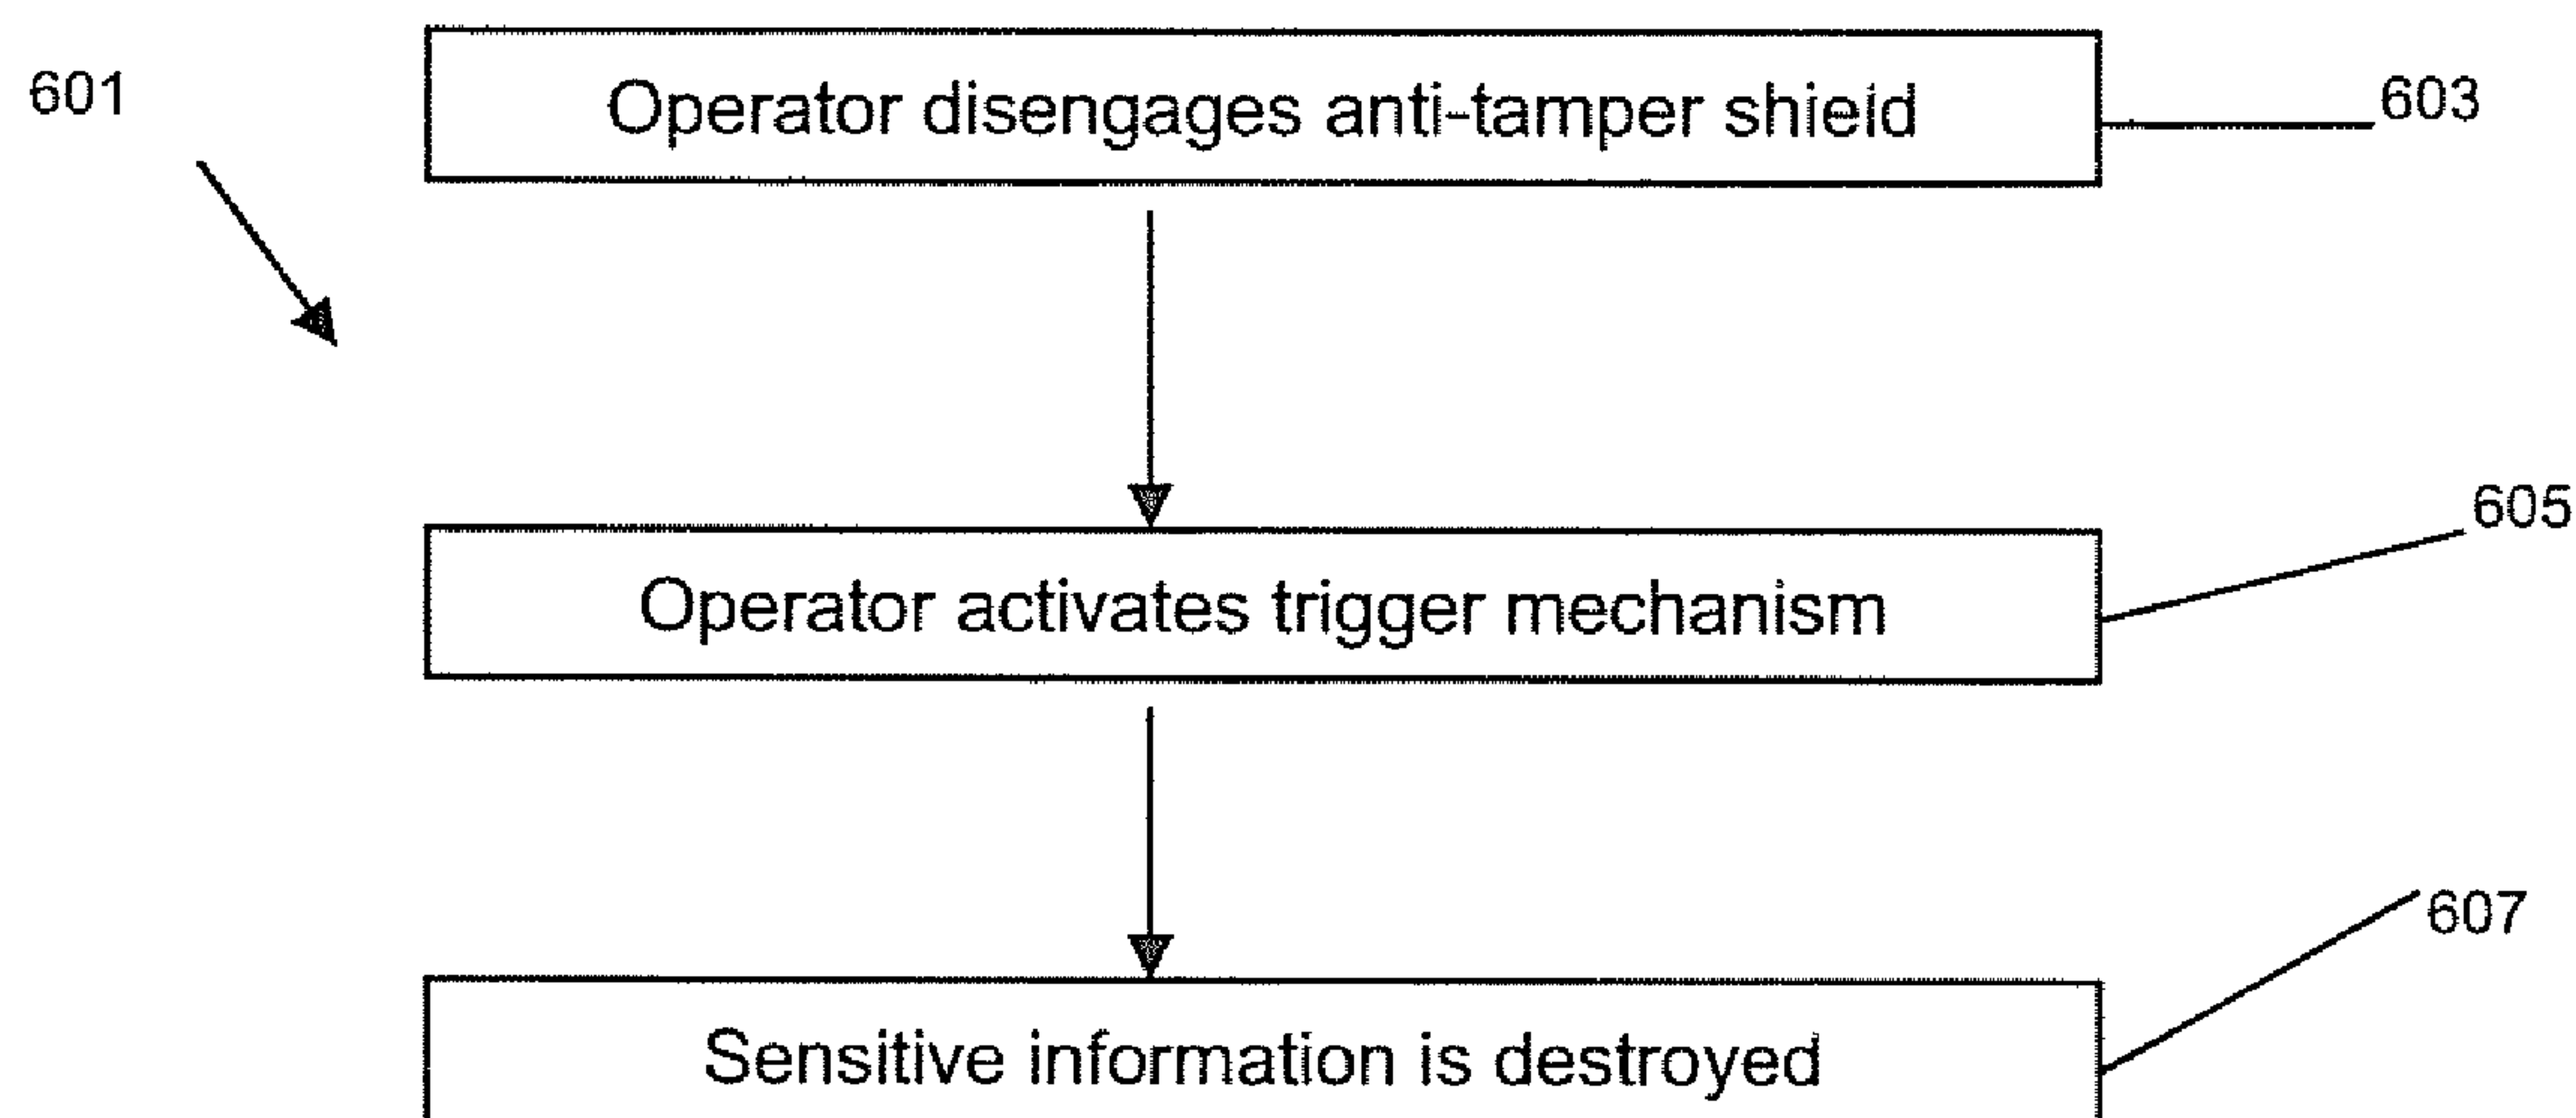 601
Operator disengages anti-tamper shield
603
605
Operator activates trigger mechanism
607
Sensitive information is destroyed